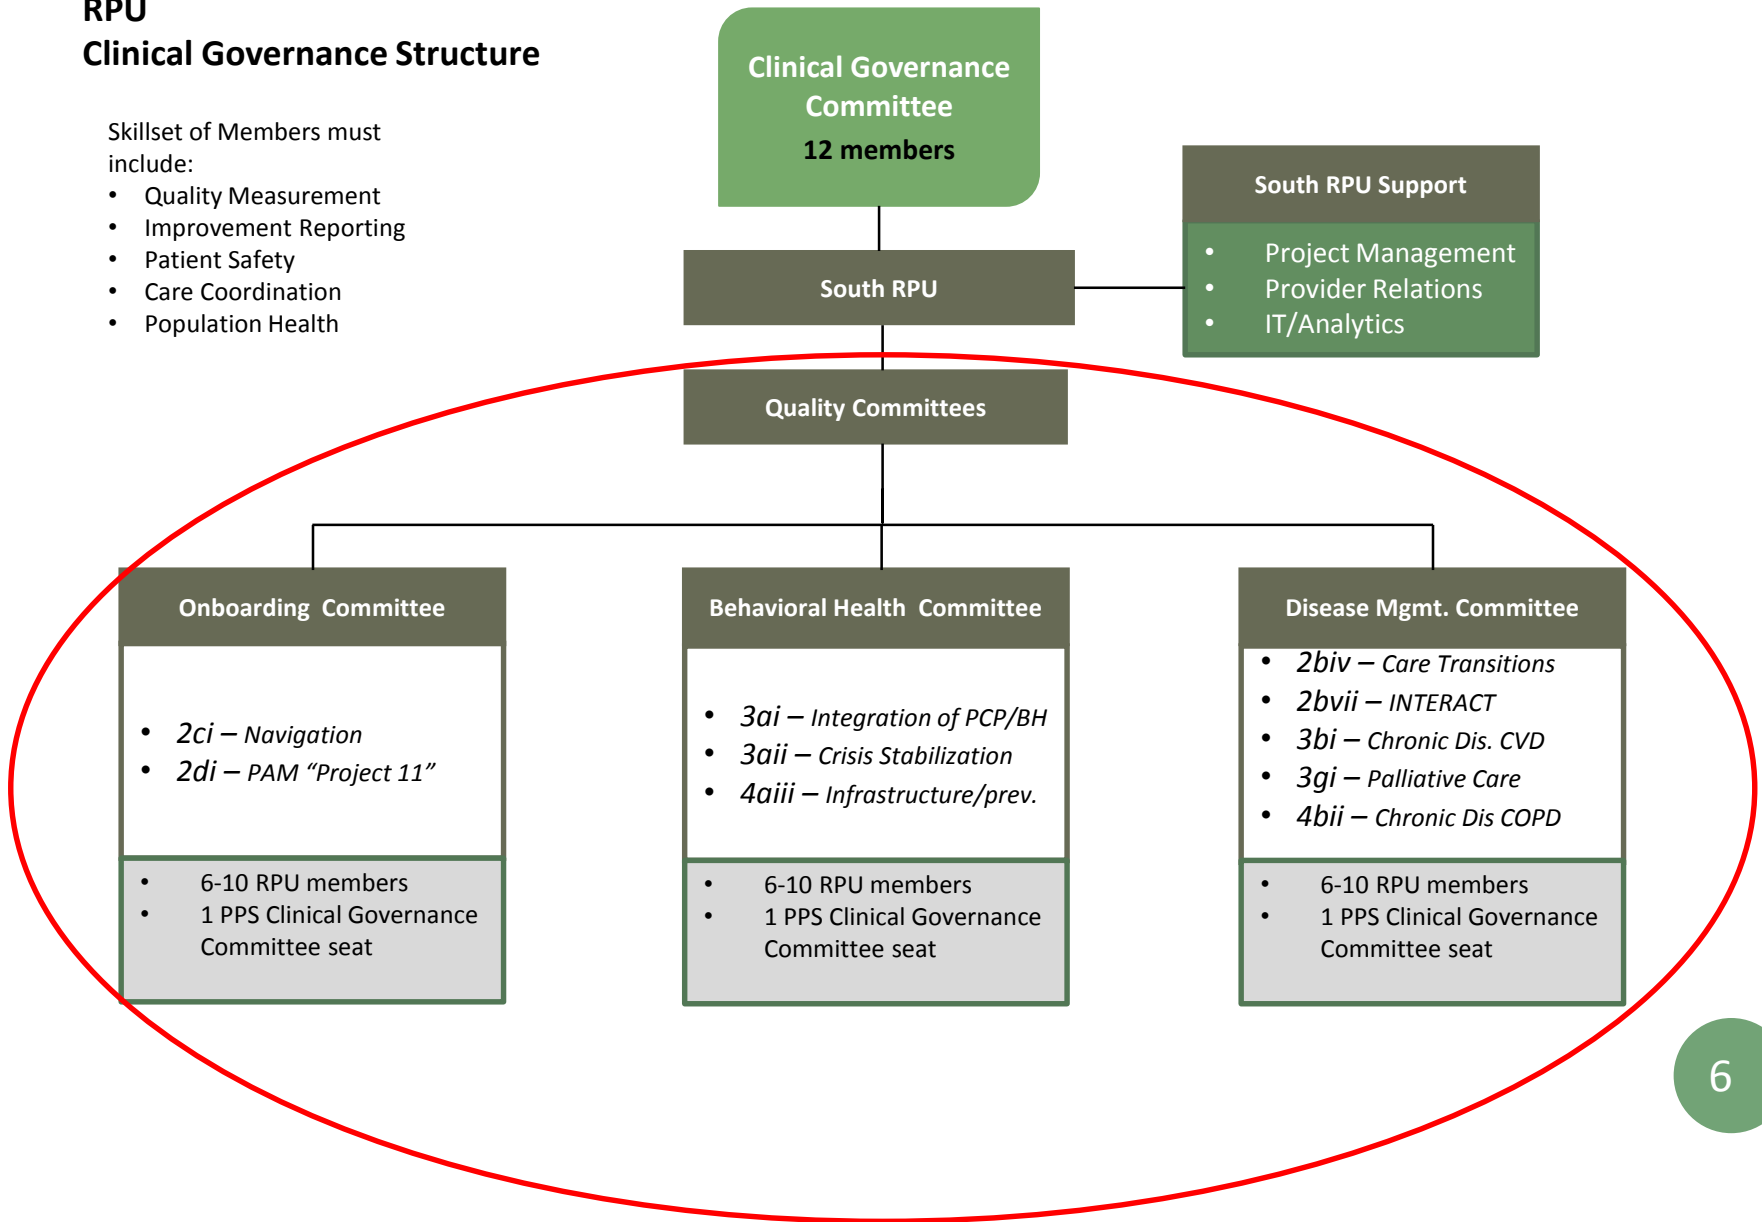 RPU
Clinical Governance Structure
Skillset of Members must
include:
• Quality Measurement
• Improvement Reporting
• Patient Safety
• Care Coordination
• Population Health
Clinical Governance
Committee
12 members
South RPU Support
• Project Management
• Provider Relations
• IT/Analytics
South RPU
Quality Committees
Onboarding Committee
• 2ci – Navigation
• 2di – PAM “Project 11”
• 6-10 RPU members
• 1 PPS Clinical Governance
Committee seat
Behavioral Health Committee
• 3ai – Integration of PCP/BH
• 3aii – Crisis Stabilization
• 4aiii – Infrastructure/prev.
• 6-10 RPU members
• 1 PPS Clinical Governance
Committee seat
Disease Mgmt. Committee
• 2biv – Care Transitions
• 2bvii – INTERACT
• 3bi – Chronic Dis. CVD
• 3gi – Palliative Care
• 4bii – Chronic Dis COPD
• 6-10 RPU members
• 1 PPS Clinical Governance
Committee seat
6